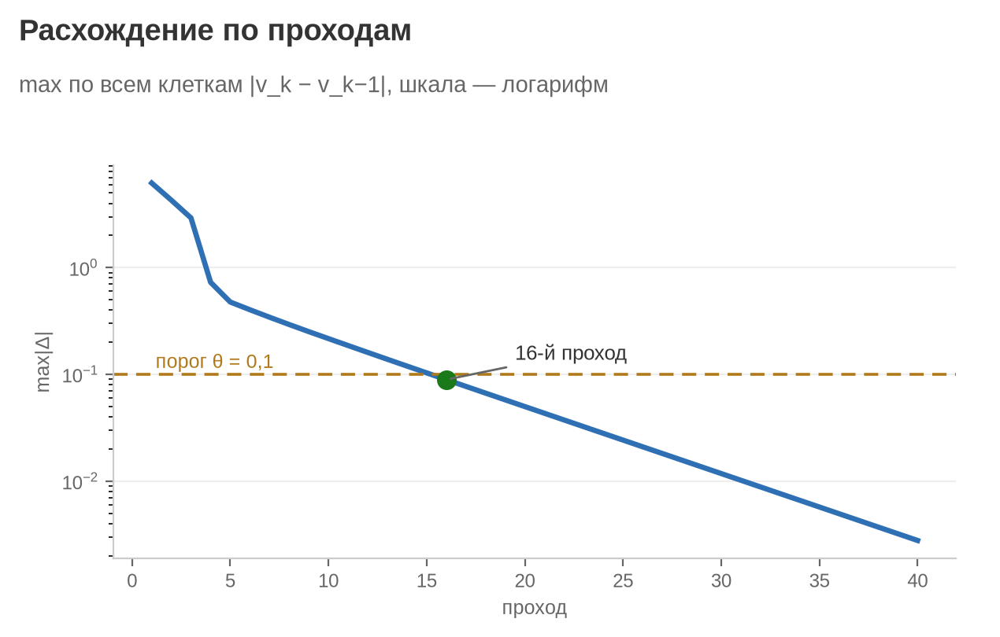 Расхождение по проходам
max по всем клеткам |v_k − v_k−1|, шкала — логарифм
10⁰
16-й проход
порог θ = 0,1
10⁻¹
max|Δ|
10⁻²
0 5 10 15 20 25 30 35 40
проход